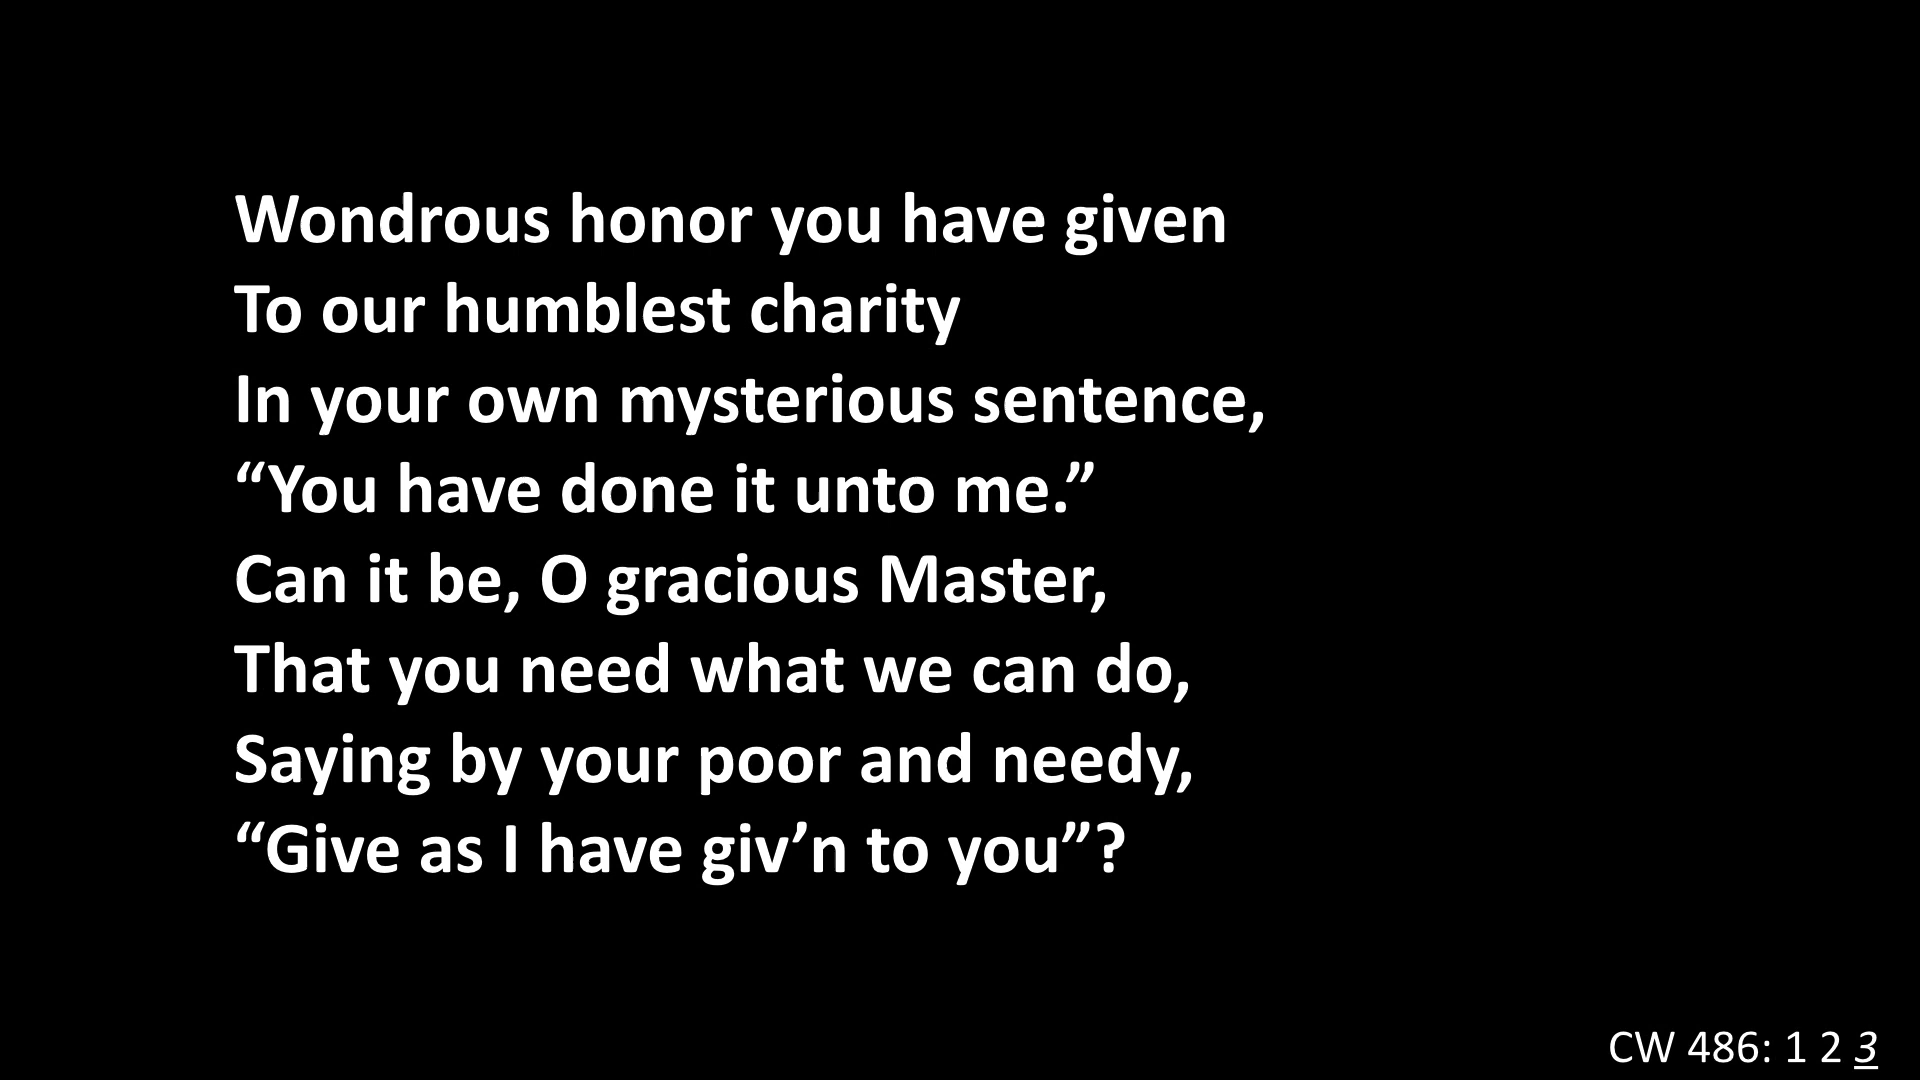 Wondrous honor you have given
To our humblest charity
In your own mysterious sentence,
“You have done it unto me.”
Can it be, O gracious Master,
That you need what we can do,
Saying by your poor and needy,
“Give as I have giv’n to you”?
CW 486: 1 2 3